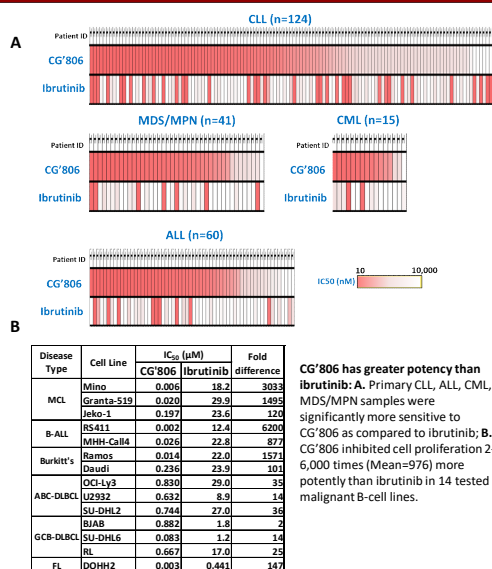 CLL (n=124)
A
Patient ID
CG'806
Ibrutinib
MDS/MPN (n=41)
CML (n=15)
Patient ID
Patient ID
CG'806
CG'806
Ibrutinib
Ibrutinib
ALL (n=60)
Patient ID
CG'806
Ibrutinib
IC50 (nM)
10
10,000
B
Disease Type Cell Line IC50 (µM) Fold difference
CG'806 Ibrutinib
MCL
Mino 0.006 18.2 3033
Granta-519 0.020 29.9 1495
Jeko-1 0.197 23.6 120
B-ALL
RS411 0.002 12.4 6200
MHH-Call4 0.026 22.8 877
Burkitt's
Ramos 0.014 22.0 1571
Daudi 0.236 23.9 101
ABC-DLBCL
OCI-Ly3 0.830 29.0 35
U2932 0.632 8.9 14
SU-DHL2 0.744 27.0 36
GCB-DLBCL
BJAB 0.882 1.8 2
SU-DHL6 0.083 1.2 14
RL 0.667 17.0 25
FL DOHH2 0.003 0.441 147
CG'806 has greater potency than
ibrutinib: A. Primary CLL, ALL, CML,
MDS/MPN samples were
significantly more sensitive to
CG'806 as compared to ibrutinib; B.
CG'806 inhibited cell proliferation 2-
6,000 times (Mean=976) more
potently than ibrutinib in 14 tested
malignant B-cell lines.